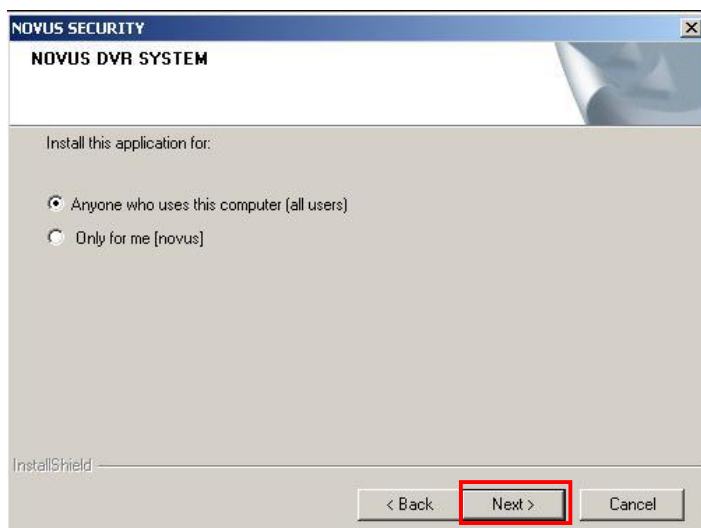 NOVUS SECURITY
NOVUS DVR SYSTEM
Install this application for:
Anyone who uses this computer (all users)
Only for me [novus]
InstallShield
< Back Next > Cancel